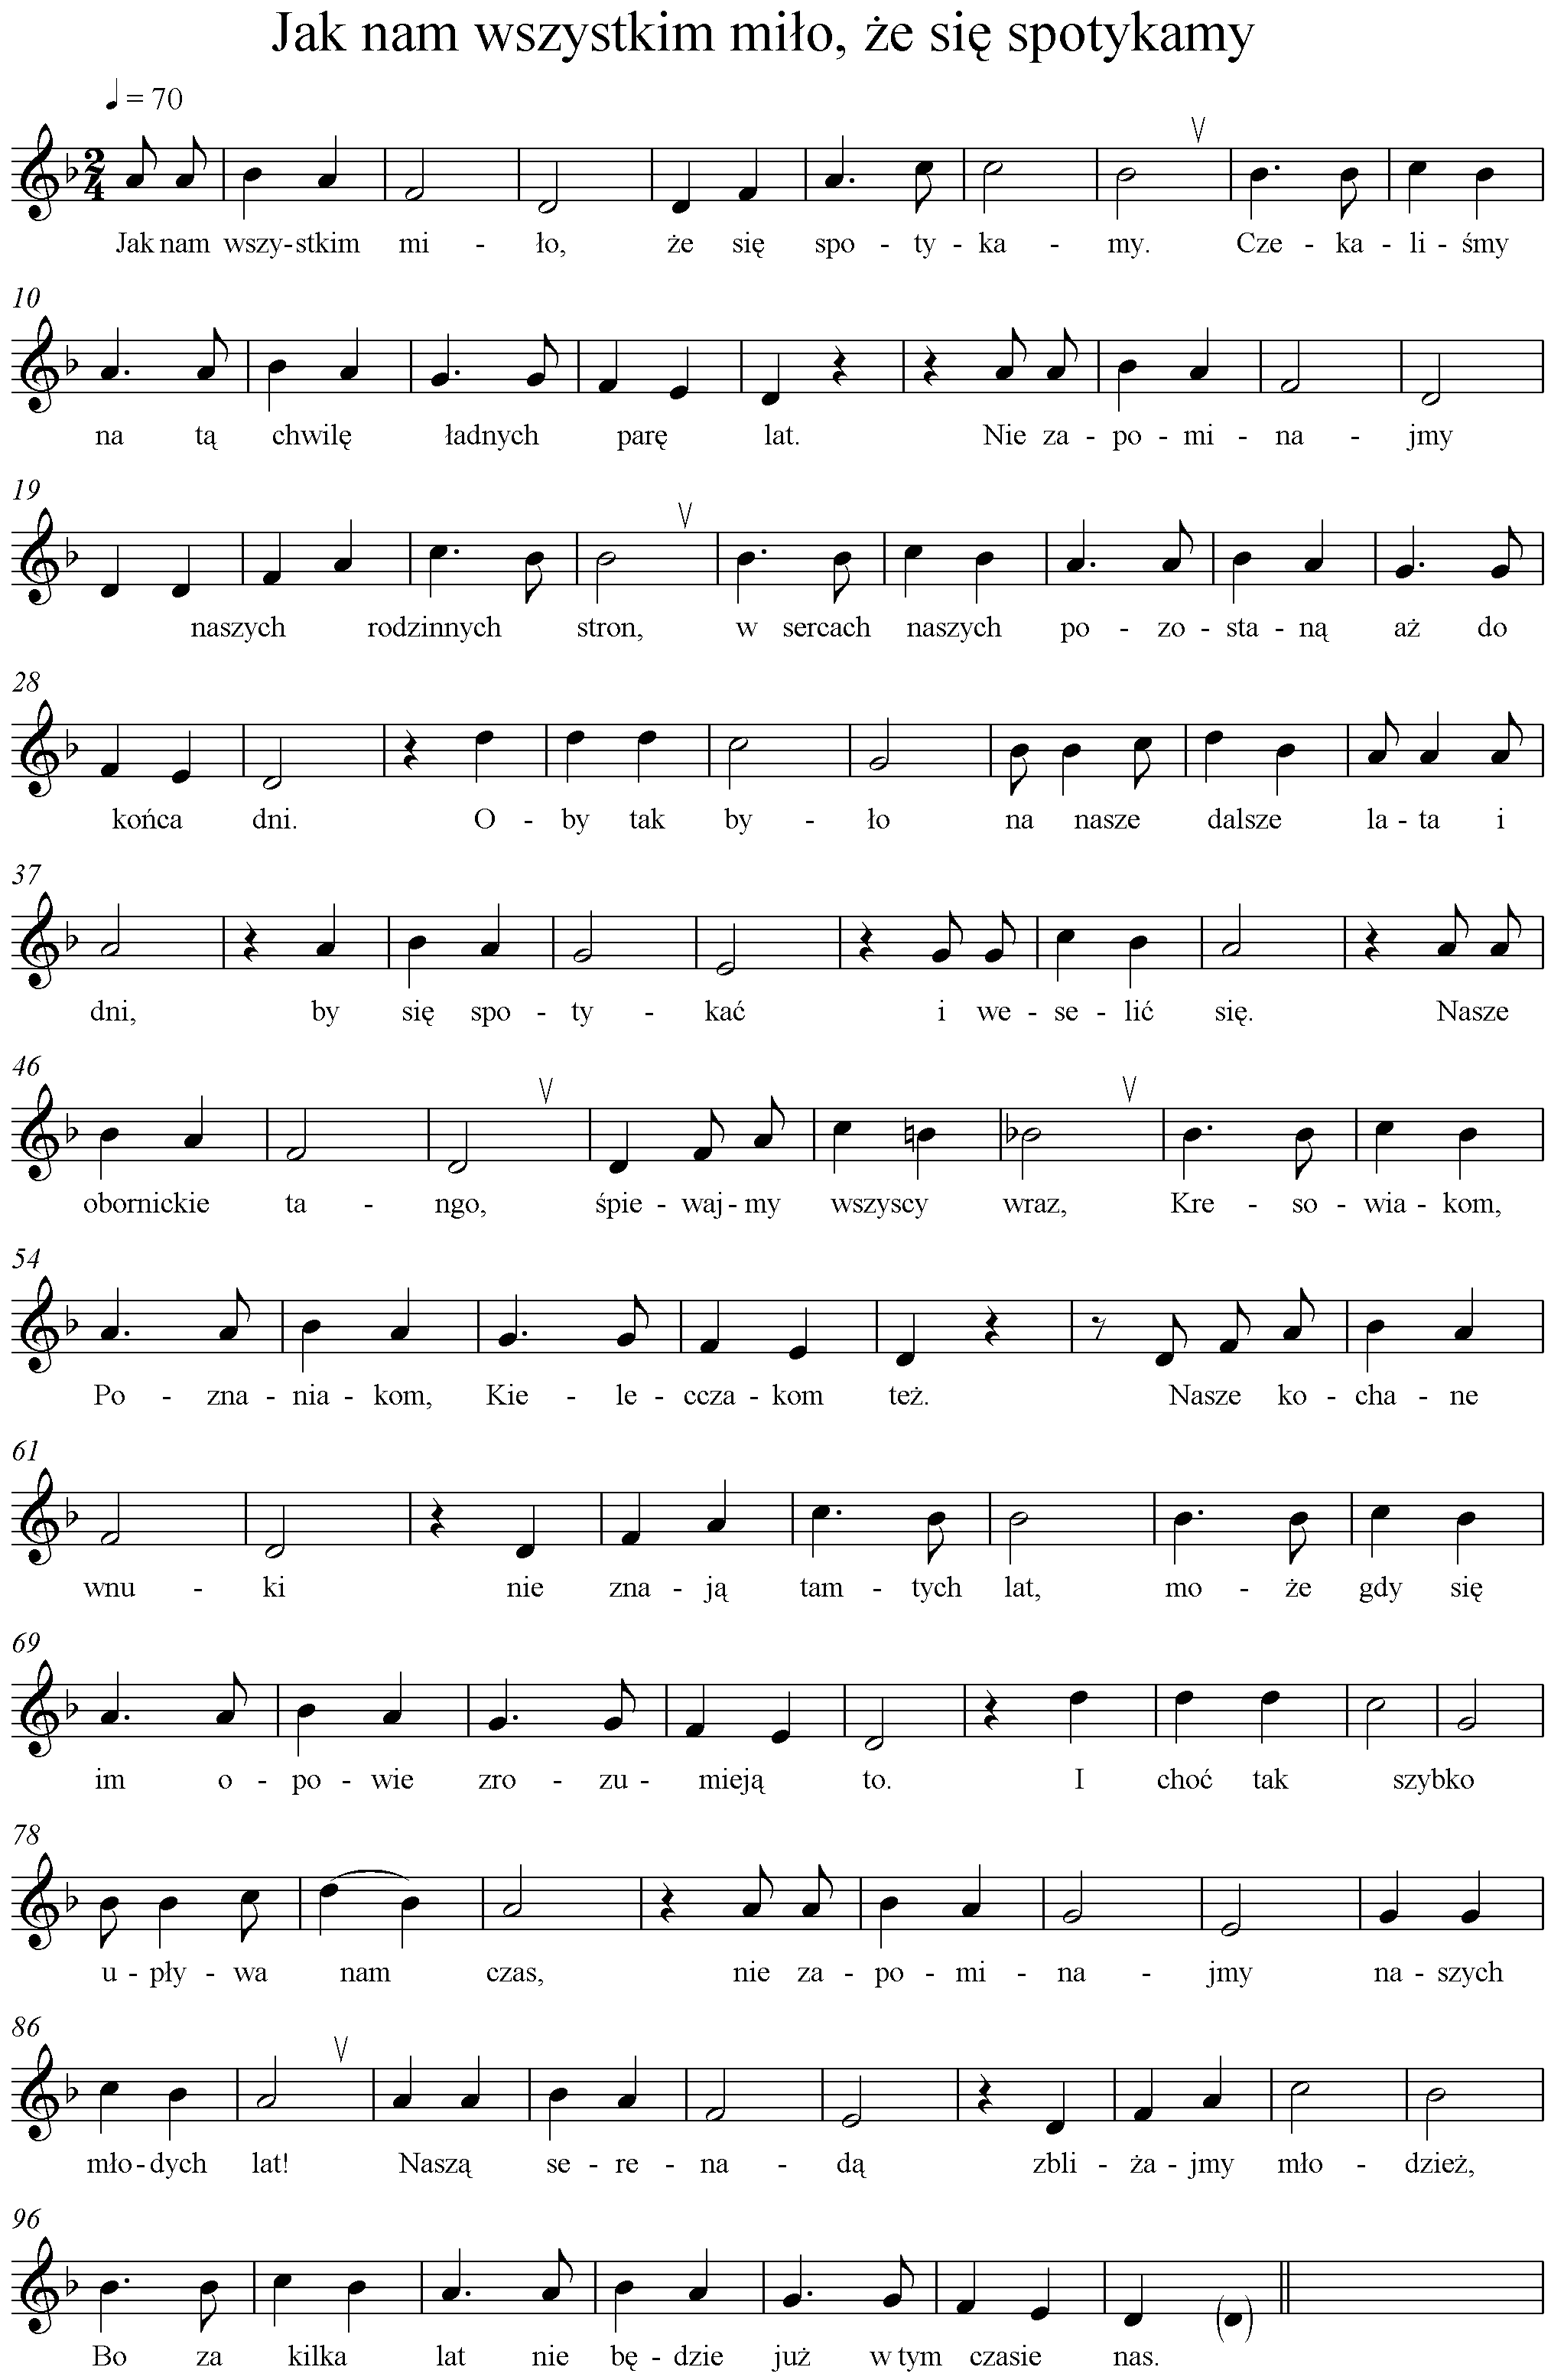 Jak nam wszystkim miło, że się spotykamy
♩ = 70
2
4
Jak nam wszy-stkim mi - ło, że się spo - ty - ka - my. Cze - ka - li - śmy
10
na tą chwilę ładnych parę lat. Nie za - po - mi - na - jmy
19
naszych rodzinnych stron, w sercach naszych po - zo - sta - ną aż do
28
końca dni. O - by tak by - ło na nasze dalsze la - ta i
37
dni, by się spo - ty - kać i we - se - lić się. Nasze
46
obornickie ta - ngo, śpie - waj - my wszyscy wraz, Kre - so - wia - kom,
54
Po - zna - nia - kom, Kie - le - ccza - kom też. Nasze ko - cha - ne
61
wnu - ki nie zna - ją tam - tych lat, mo - że gdy się
69
im o - po - wie zro - zu - mieją to. I choć tak szybko
78
u - pły - wa nam czas, nie za - po - mi - na - jmy na - szych
86
mło - dych lat! Naszą se - re - na - dą zbli - ża - jmy mło - dzież,
96
Bo za kilka lat nie bę - dzie już w tym czasie nas.